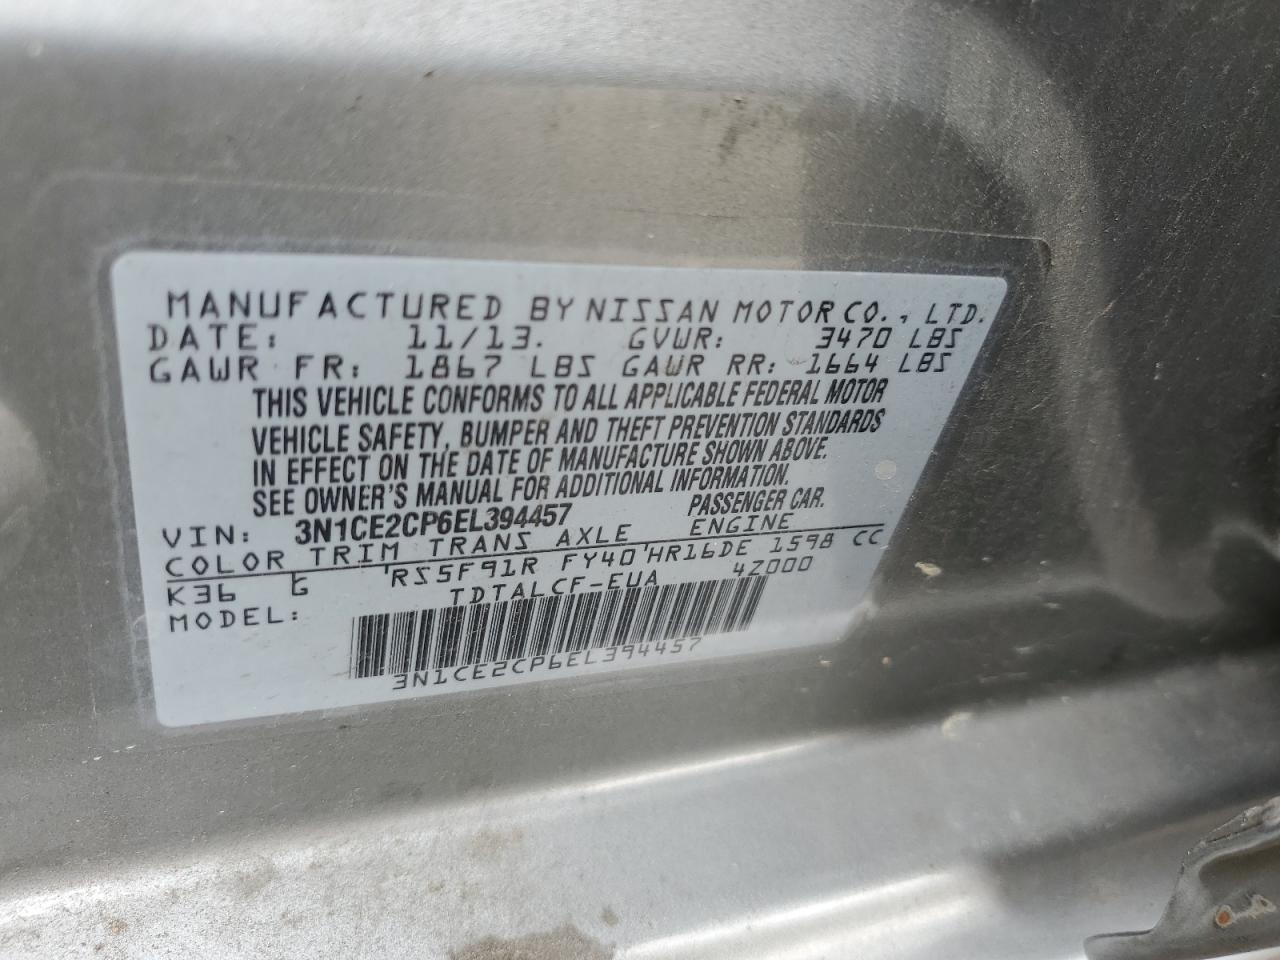 MANUFACTURED BY NISSAN MOTOR CO., LTD.
DATE: 11/13. GVWR: 3470 LBS
GAWR FR: 1867 LBS GAWR RR: 1664 LBS
THIS VEHICLE CONFORMS TO ALL APPLICABLE FEDERAL MOTOR
VEHICLE SAFETY, BUMPER AND THEFT PREVENTION STANDARDS
IN EFFECT ON THE DATE OF MANUFACTURE SHOWN ABOVE.
SEE OWNER'S MANUAL FOR ADDITIONAL INFORMATION.
VIN: 3N1CE2CP6EL394457 PASSENGER CAR.
COLOR TRIM TRANS AXLE ENGINE
K36 G RS5F91R FY40 HR16DE 1598 CC
MODEL: TDTALCF-EUA 4Z000
3N1CE2CP6EL394457